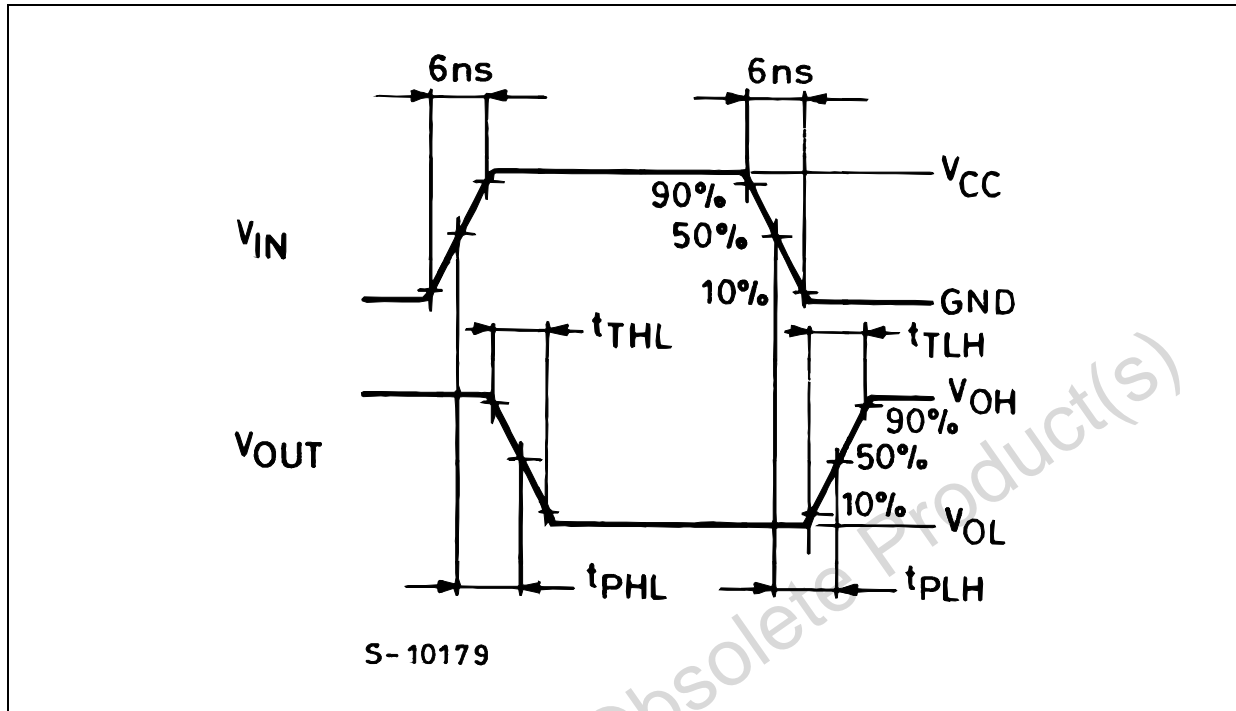 6ns 6ns
VCC
90%
VIN 50%
10% GND
tTHL tTLH
VOH
90%
VOUT 50%
10%
VOL
tPHL tPLH
S-10179
Obsolete Product(s)